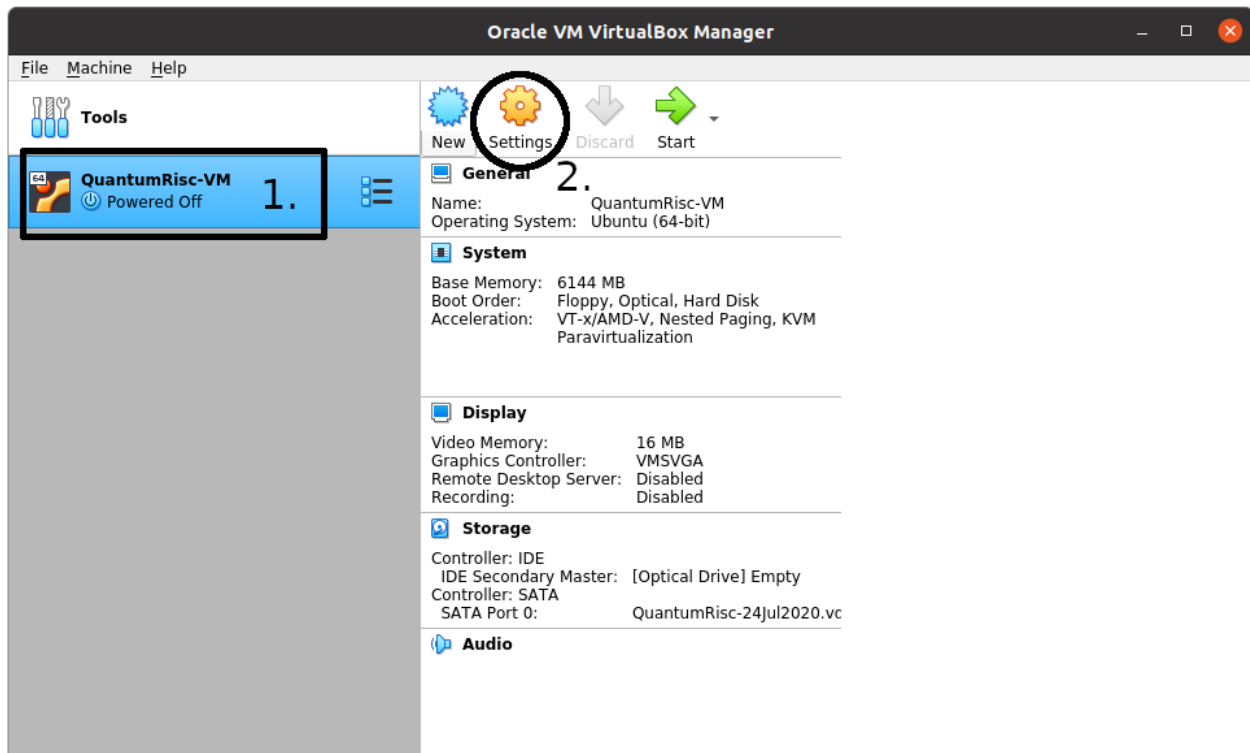 Oracle VM VirtualBox Manager
File Machine Help
Tools
New Settings Discard Start
64
QuantumRisc-VM
Powered Off
1.
2.
General
Name: QuantumRisc-VM
Operating System: Ubuntu (64-bit)
System
Base Memory: 6144 MB
Boot Order: Floppy, Optical, Hard Disk
Acceleration: VT-x/AMD-V, Nested Paging, KVM
Paravirtualization
Display
Video Memory: 16 MB
Graphics Controller: VMSVGA
Remote Desktop Server: Disabled
Recording: Disabled
Storage
Controller: IDE
IDE Secondary Master: [Optical Drive] Empty
Controller: SATA
SATA Port 0: QuantumRisc-24Jul2020.vd
Audio